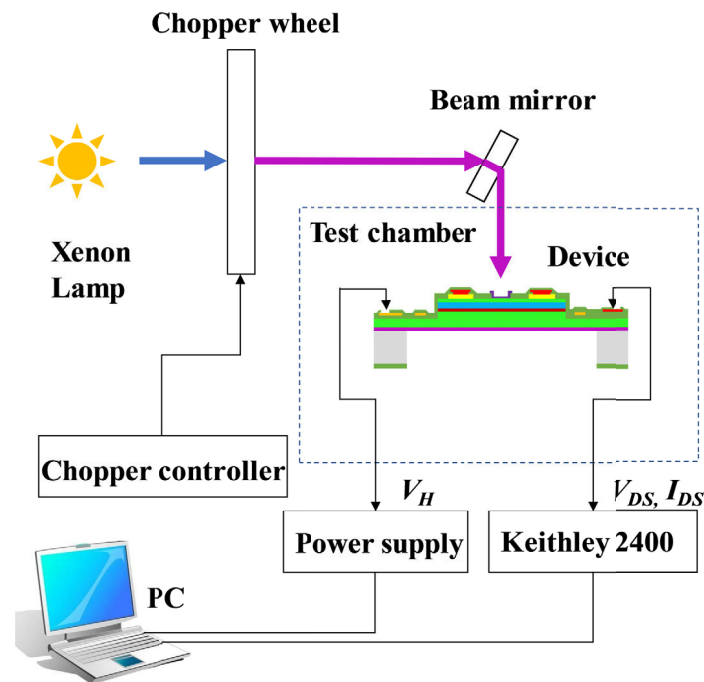 Chopper wheel
Beam mirror
Xenon
Lamp
Test chamber
Device
Chopper controller
V_H
V_DS, I_DS
Power supply
Keithley 2400
PC